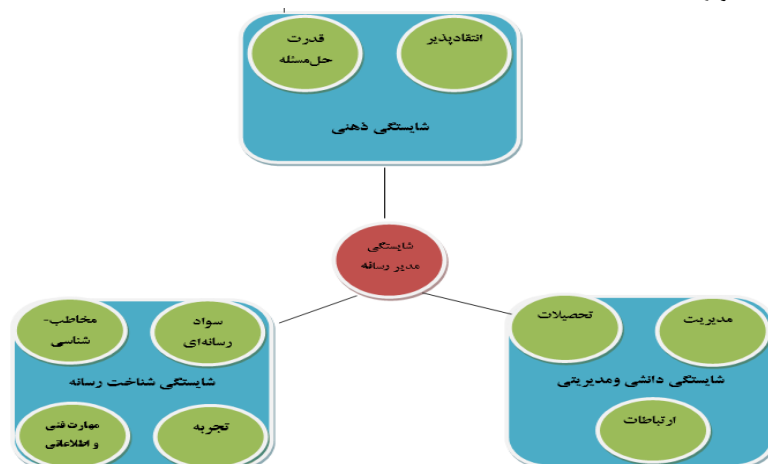 قدرت
حل‌مسئله
انتقادپذیر
شایستگی ذهنی
شایستگی
مدیر رسانه
مخاطب-
شناسی
سواد
رسانه‌ای
شایستگی شناخت رسانه
مهارت فنی
و اطلاعاتی
تجربه
تحصیلات
مدیریت
شایستگی دانشی ومدیریتی
ارتباطات